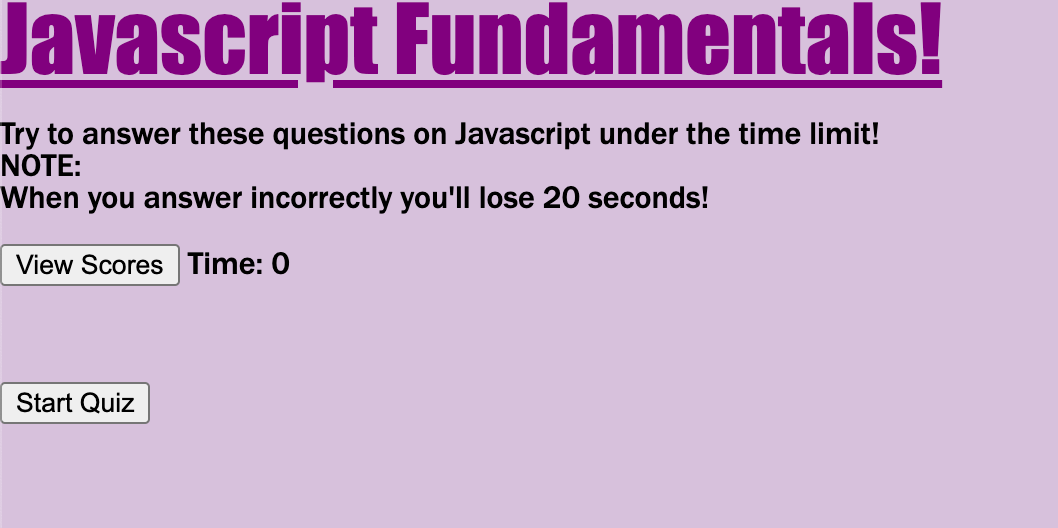 Javascript Fundamentals!
Try to answer these questions on Javascript under the time limit!
NOTE:
When you answer incorrectly you'll lose 20 seconds!
View Scores Time: 0
Start Quiz